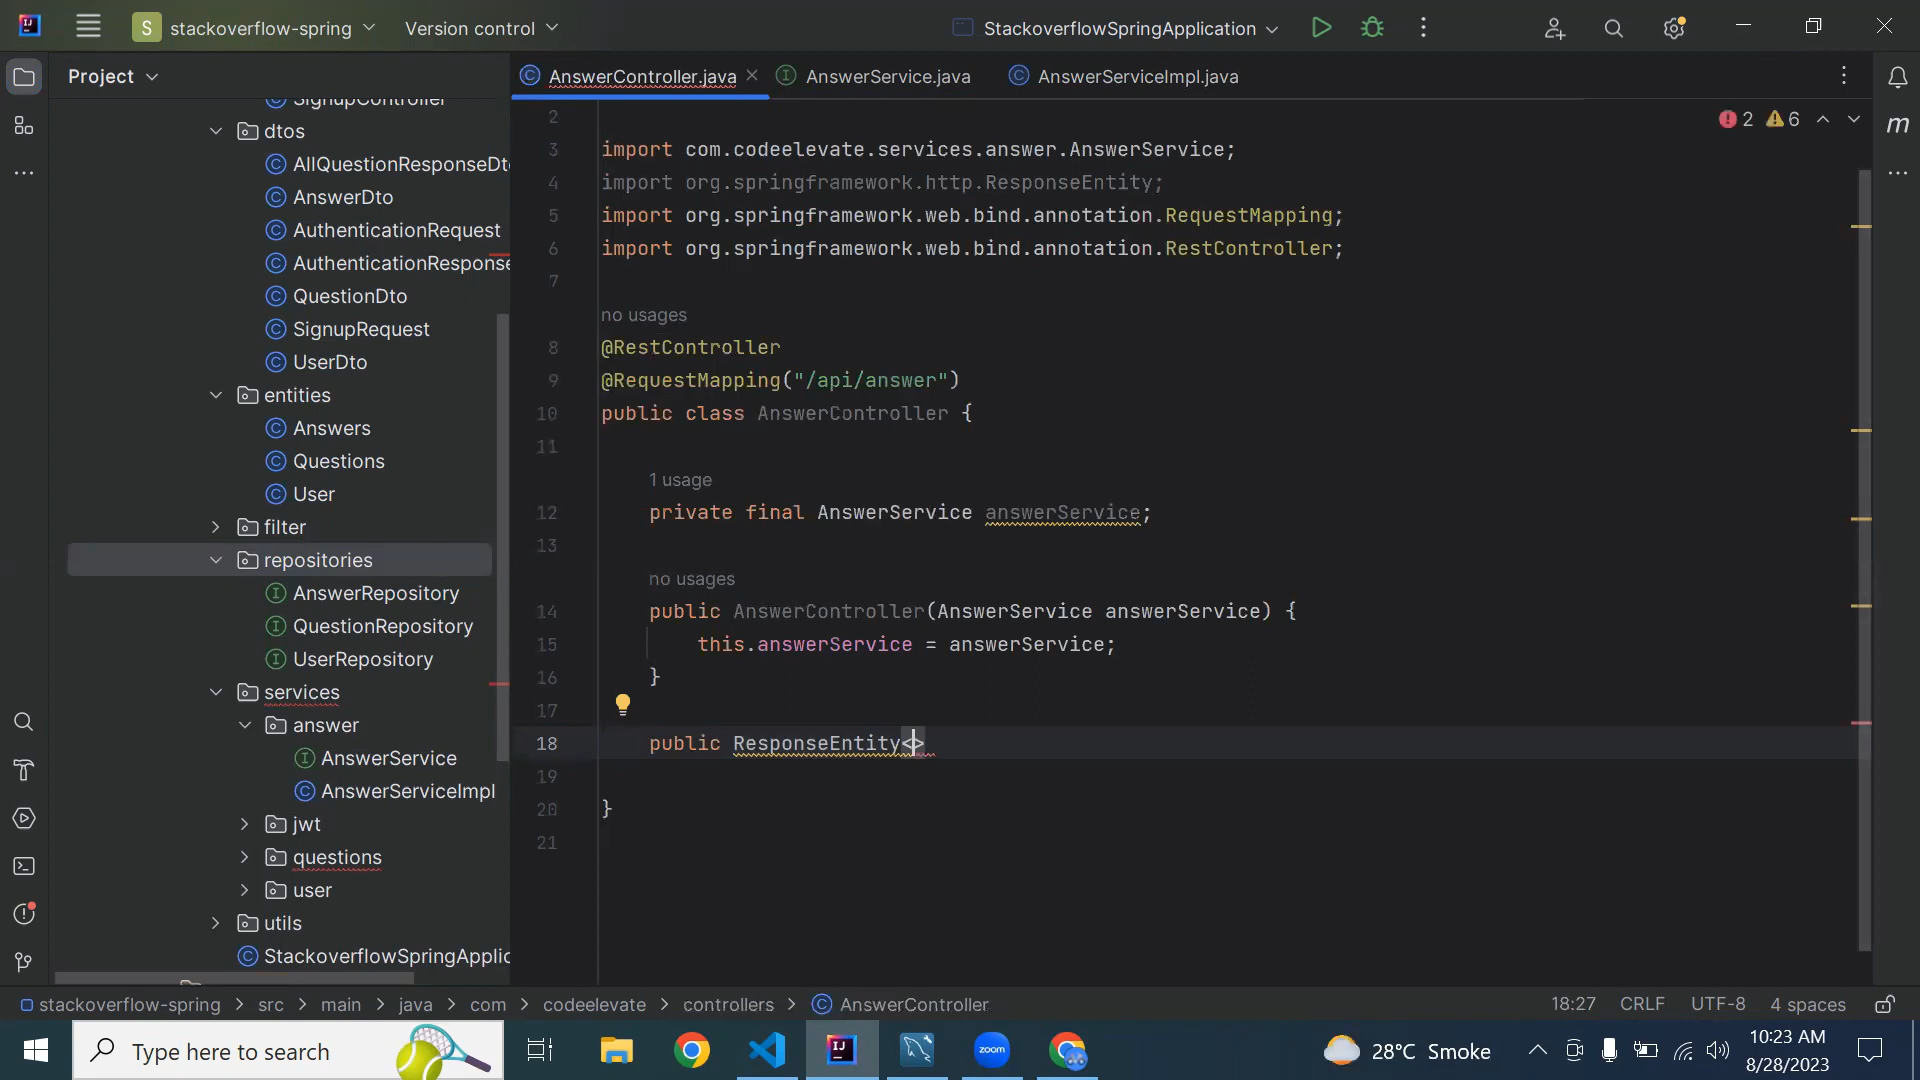 S stackoverflow-spring Version control StackoverflowSpringApplication
Project AnswerController.java AnswerService.java AnswerServiceImpl.java
SignupController
dtos
AllQuestionResponseDt
AnswerDto
AuthenticationRequest
AuthenticationResponse
QuestionDto
SignupRequest
UserDto
entities
Answers
Questions
User
filter
repositories
AnswerRepository
QuestionRepository
UserRepository
services
answer
AnswerService
AnswerServiceImpl
jwt
questions
user
utils
StackoverflowSpringApplic
2
2 6
3 import com.codeelevate.services.answer.AnswerService;
4 import org.springframework.http.ResponseEntity;
5 import org.springframework.web.bind.annotation.RequestMapping;
6 import org.springframework.web.bind.annotation.RestController;
7
no usages
8 @RestController
9 @RequestMapping("/api/answer")
10 public class AnswerController {
11
1 usage
12 private final AnswerService answerService;
13
no usages
14 public AnswerController(AnswerService answerService) {
15 this.answerService = answerService;
16 }
17
18 public ResponseEntity<>
19
20 }
21
m
stackoverflow-spring > src > main > java > com > codeelevate > controllers > AnswerController 18:27 CRLF UTF-8 4 spaces
Type here to search zoom 28°C Smoke 10:23 AM
8/28/2023